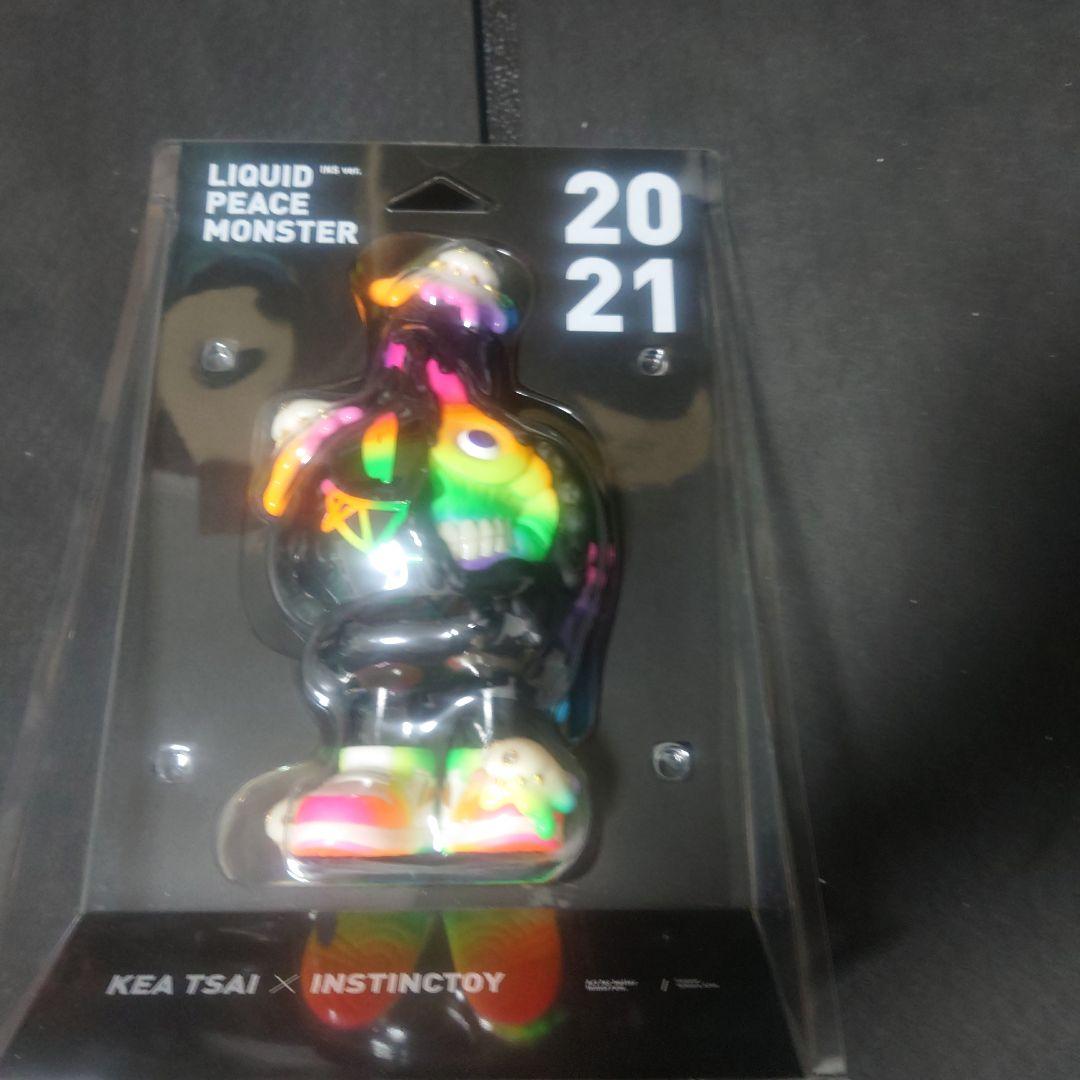 LIQUID INS ver.
PEACE
MONSTER
20
21
KEA TSAI × INSTINCTOY